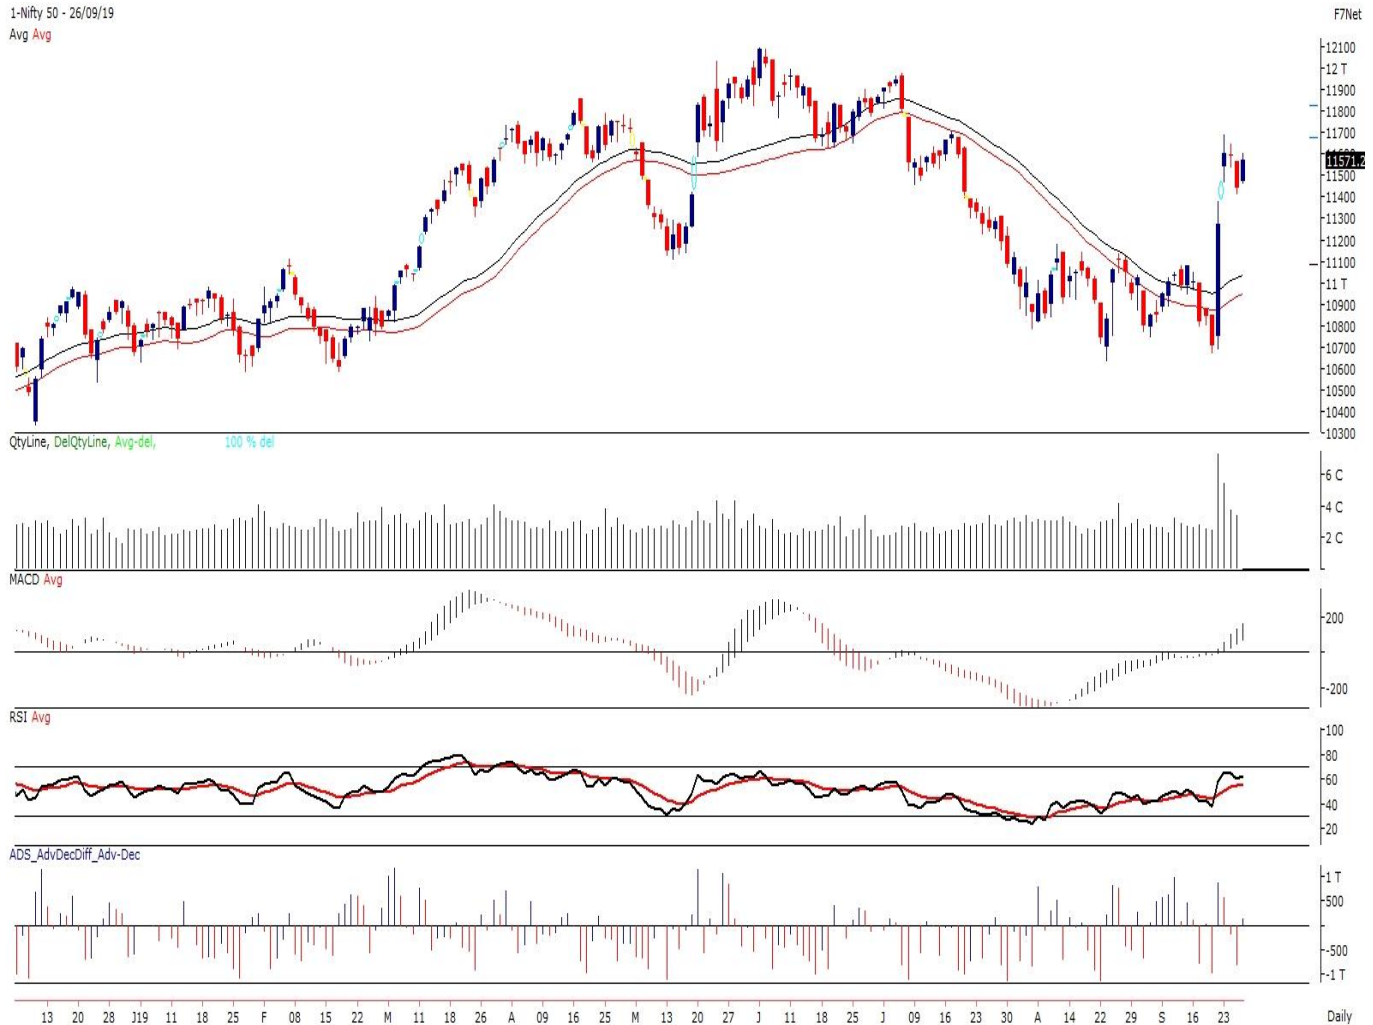 1-Nifty 50 - 26/09/19
F7Net
Avg Avg
12100
12 T
11900
11800
11700
11571.2
11500
11400
11300
11200
11100
11 T
10900
10800
10700
10600
10500
10400
10300
QtyLine, DelQtyLine, Avg-del, 100 % del
6 C
4 C
2 C
MACD Avg
200
-200
RSI Avg
100
80
60
40
20
ADS_AdvDecDiff_Adv-Dec
1 T
500
-500
-1 T
13 20 28 J19 11 18 25 F 08 15 22 M 11 19 26 A 09 16 25 M 13 20 27 J 11 18 25 J 09 16 23 30 A 14 22 29 S 16 23 Daily